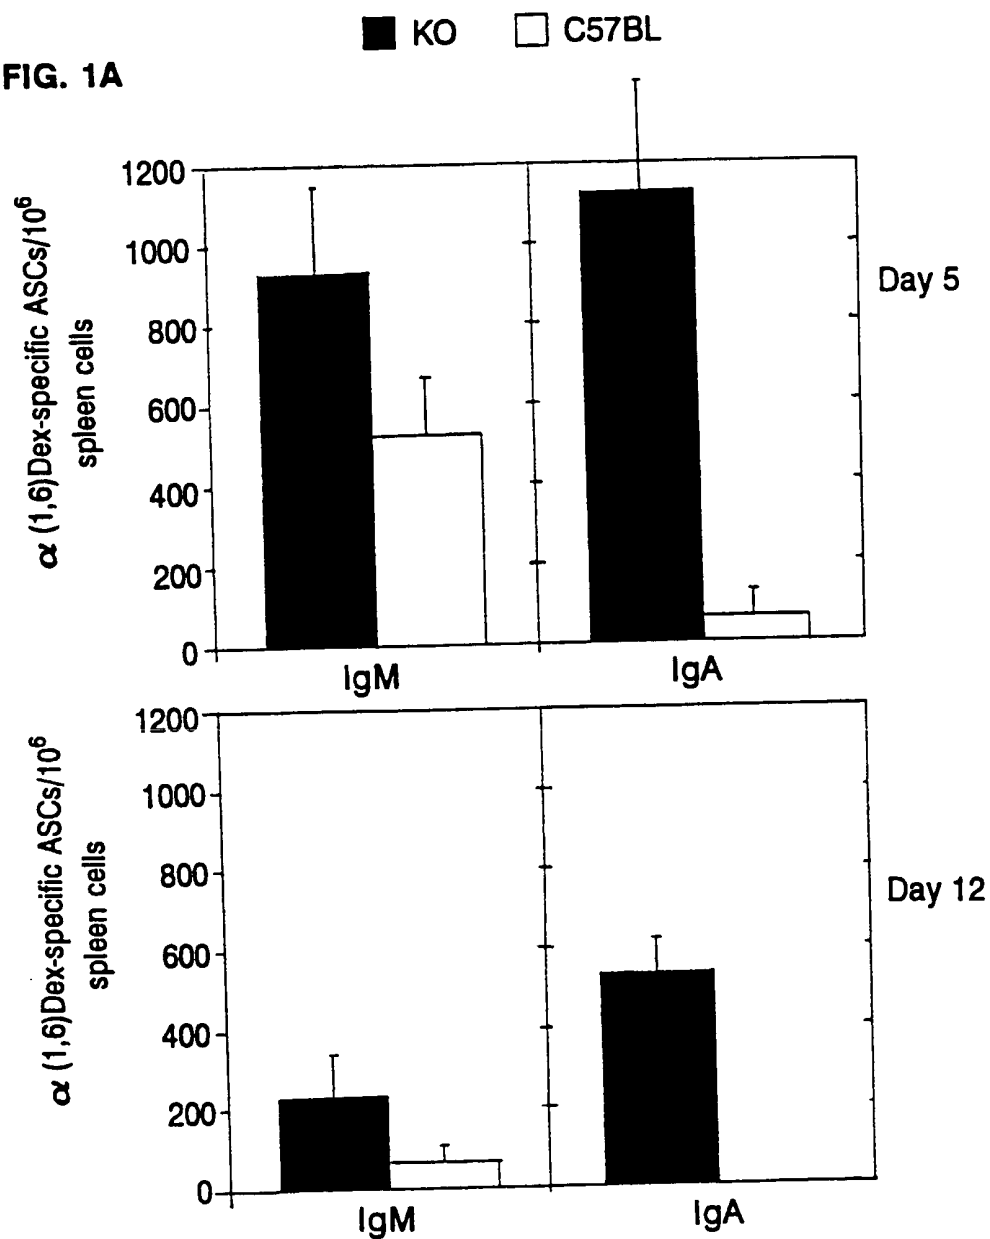 KO C57BL
FIG. 1A
α (1,6)Dex-specific ASCs/10⁶
spleen cells
1200
1000
800
600
400
200
0
IgM IgA
Day 5
α (1,6)Dex-specific ASCs/10⁶
spleen cells
1200
1000
800
600
400
200
0
IgM IgA
Day 12